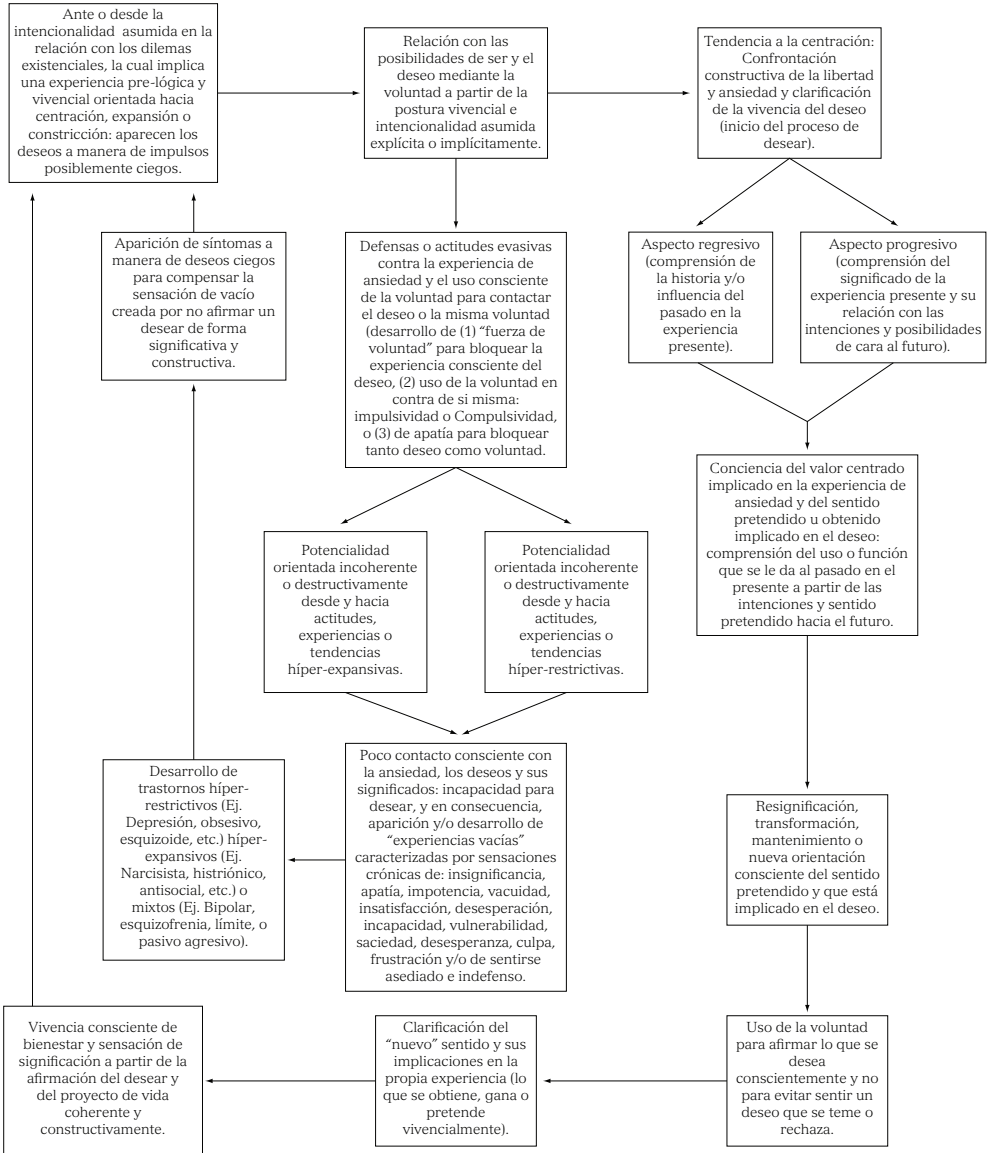 Ante o desde la
intencionalidad asumida en la
relación con los dilemas
existenciales, la cual implica
una experiencia pre-lógica y
vivencial orientada hacia
centración, expansión o
constricción: aparecen los
deseos a manera de impulsos
posiblemente ciegos.
Relación con las
posibilidades de ser y el
deseo mediante la
voluntad a partir de la
postura vivencial e
intencionalidad asumida
explícita o implícitamente.
Tendencia a la centración:
Confrontación
constructiva de la libertad
y ansiedad y clarificación
de la vivencia del deseo
(inicio del proceso de
desear).
Aparición de síntomas a
manera de deseos ciegos
para compensar la
sensación de vacío
creada por no afirmar un
desear de forma
significativa y
constructiva.
Defensas o actitudes evasivas
contra la experiencia de
ansiedad y el uso consciente
de la voluntad para contactar
el deseo o la misma voluntad
(desarrollo de (1) “fuerza de
voluntad” para bloquear la
experiencia consciente del
deseo, (2) uso de la voluntad en
contra de si misma:
impulsividad o Compulsividad,
o (3) de apatía para bloquear
tanto deseo como voluntad.
Aspecto regresivo
(comprensión de
la historia y/o
influencia del
pasado en la
experiencia
presente).
Aspecto progresivo
(comprensión del
significado de la
experiencia presente y su
relación con las
intenciones y posibilidades
de cara al futuro).
Conciencia del valor centrado
implicado en la experiencia de
ansiedad y del sentido
pretendido u obtenido
implicado en el deseo:
comprensión del uso o función
que se le da al pasado en el
presente a partir de las
intenciones y sentido
pretendido hacia el futuro.
Potencialidad
orientada incoherente
o destructivamente
desde y hacia
actitudes,
experiencias o
tendencias
híper-expansivas.
Potencialidad
orientada incoherente
o destructivamente
desde y hacia
actitudes,
experiencias o
tendencias
híper-restrictivas.
Desarrollo de
trastornos híper-
restrictivos (Ej.
Depresión, obsesivo,
esquizoide, etc.) híper-
expansivos (Ej.
Narcisista, histriónico,
antisocial, etc.) o
mixtos (Ej. Bipolar,
esquizofrenia, límite, o
pasivo agresivo).
Poco contacto consciente con
la ansiedad, los deseos y sus
significados: incapacidad para
desear, y en consecuencia,
aparición y/o desarrollo de
“experiencias vacías”
caracterizadas por sensaciones
crónicas de: insignificancia,
apatía, impotencia, vacuidad,
insatisfacción, desesperación,
incapacidad, vulnerabilidad,
saciedad, desesperanza, culpa,
frustración y/o de sentirse
asediado e indefenso.
Resignificación,
transformación,
mantenimiento o
nueva orientación
consciente del sentido
pretendido y que está
implicado en el deseo.
Vivencia consciente de
bienestar y sensación de
significación a partir de la
afirmación del desear y
del proyecto de vida
coherente y
constructivamente.
Clarificación del
“nuevo” sentido y sus
implicaciones en la
propia experiencia (lo
que se obtiene, gana o
pretende
vivencialmente).
Uso de la voluntad
para afirmar lo que se
desea
conscientemente y no
para evitar sentir un
deseo que se teme o
rechaza.